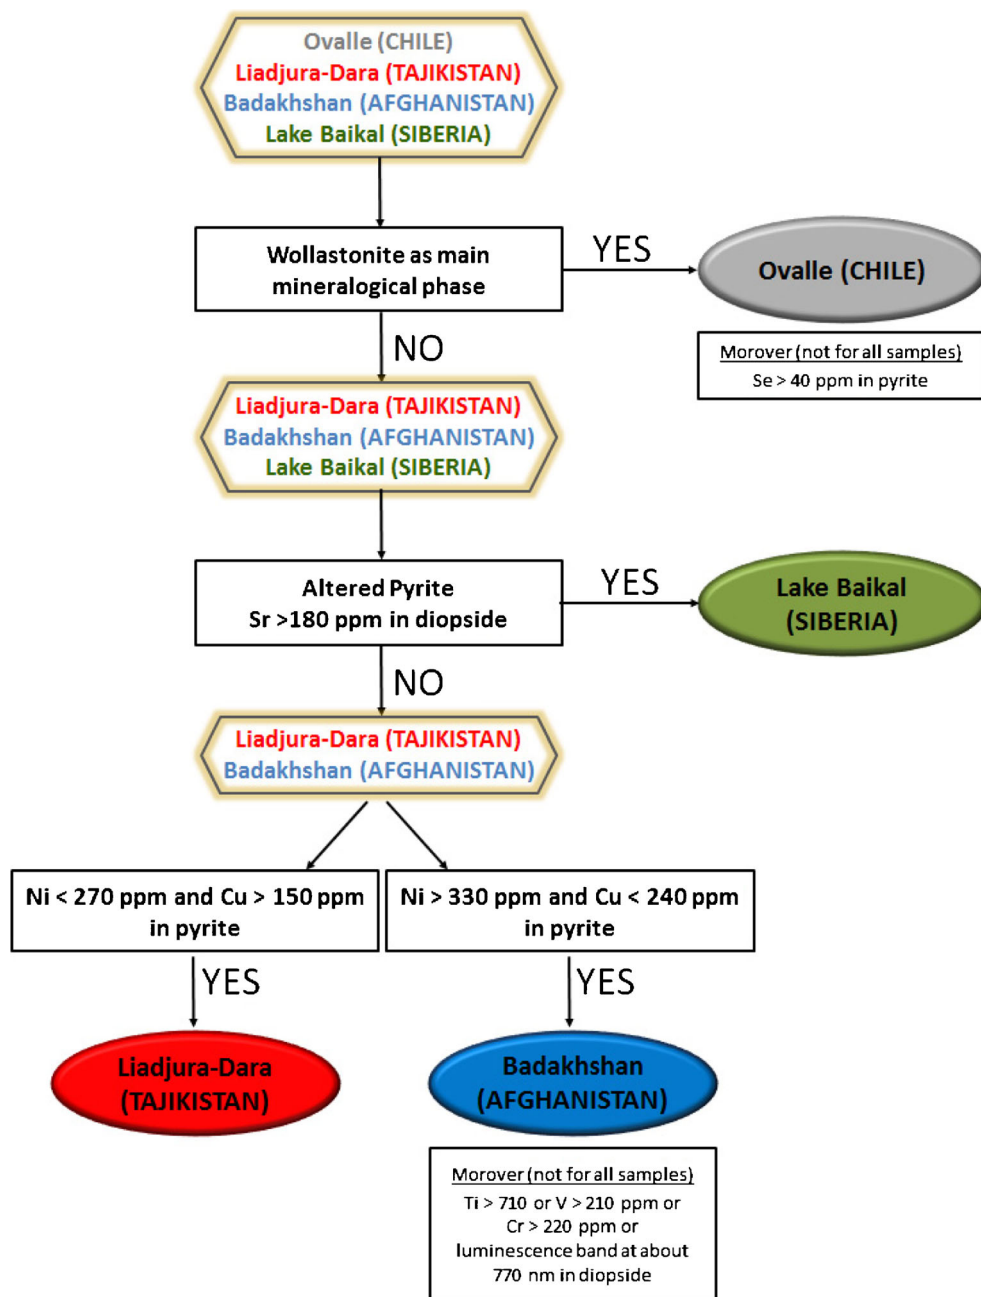 Ovalle (CHILE)
Liadjura-Dara (TAJIKISTAN)
Badakhshan (AFGHANISTAN)
Lake Baikal (SIBERIA)
Wollastonite as main
mineralogical phase
YES
Ovalle (CHILE)
Morover (not for all samples)
Se > 40 ppm in pyrite
NO
Liadjura-Dara (TAJIKISTAN)
Badakhshan (AFGHANISTAN)
Lake Baikal (SIBERIA)
Altered Pyrite
Sr >180 ppm in diopside
YES
Lake Baikal
(SIBERIA)
NO
Liadjura-Dara (TAJIKISTAN)
Badakhshan (AFGHANISTAN)
Ni < 270 ppm and Cu > 150 ppm
in pyrite
Ni > 330 ppm and Cu < 240 ppm
in pyrite
YES
YES
Liadjura-Dara
(TAJIKISTAN)
Badakhshan
(AFGHANISTAN)
Morover (not for all samples)
Ti > 710 or V > 210 ppm or
Cr > 220 ppm or
luminescence band at about
770 nm in diopside